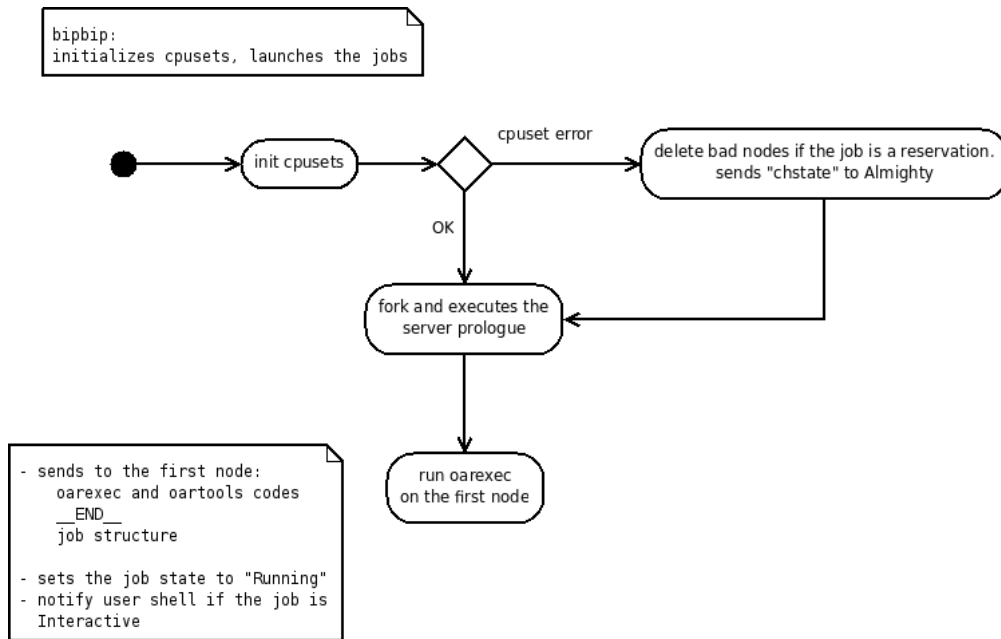 bipbip:
initializes cpusets, launches the jobs
cpuset error
init cpusets
delete bad nodes if the job is a reservation.
sends "chstate" to Almighty
OK
fork and executes the
server prologue
run oarexec
on the first node
- sends to the first node:
oarexec and oartools codes
__END__
job structure
- sets the job state to "Running"
- notify user shell if the job is
Interactive